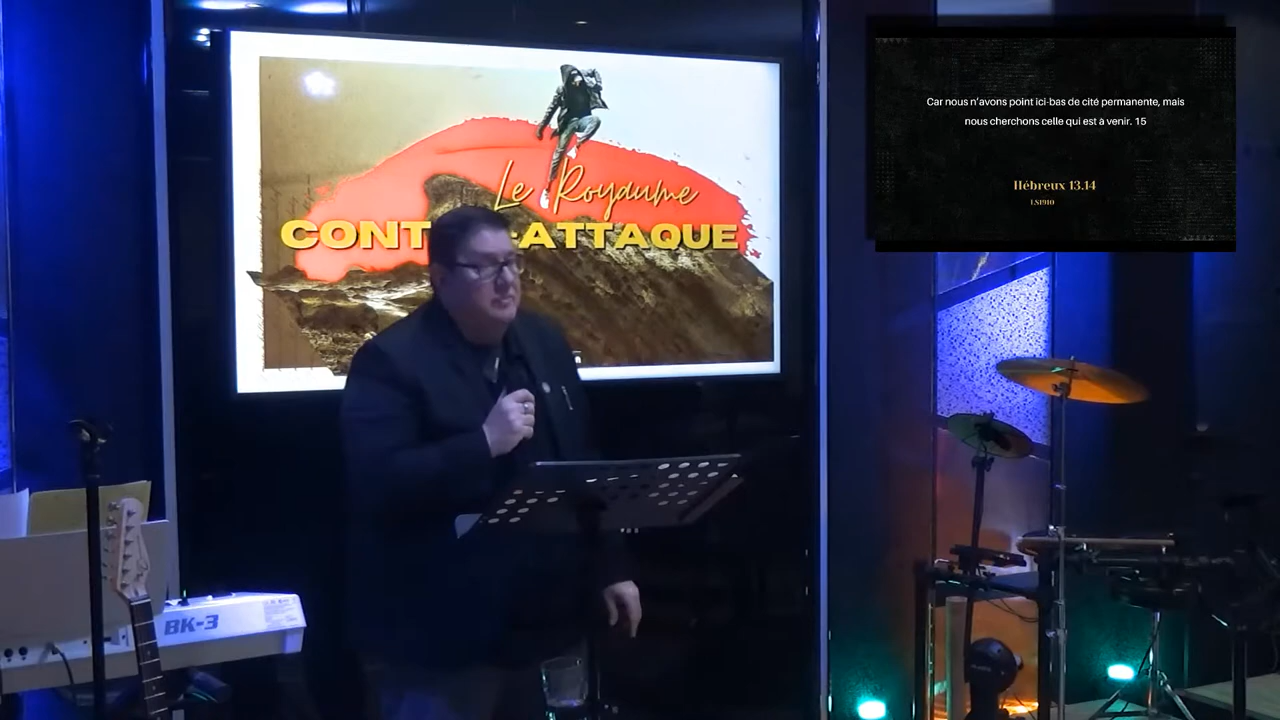 Le Royaume
CONT -ATTAQUE
Car nous n'avons point ici-bas de cité permanente, mais
nous cherchons celle qui est à venir. 15
Hébreux 13.14
LS1910
BK-3